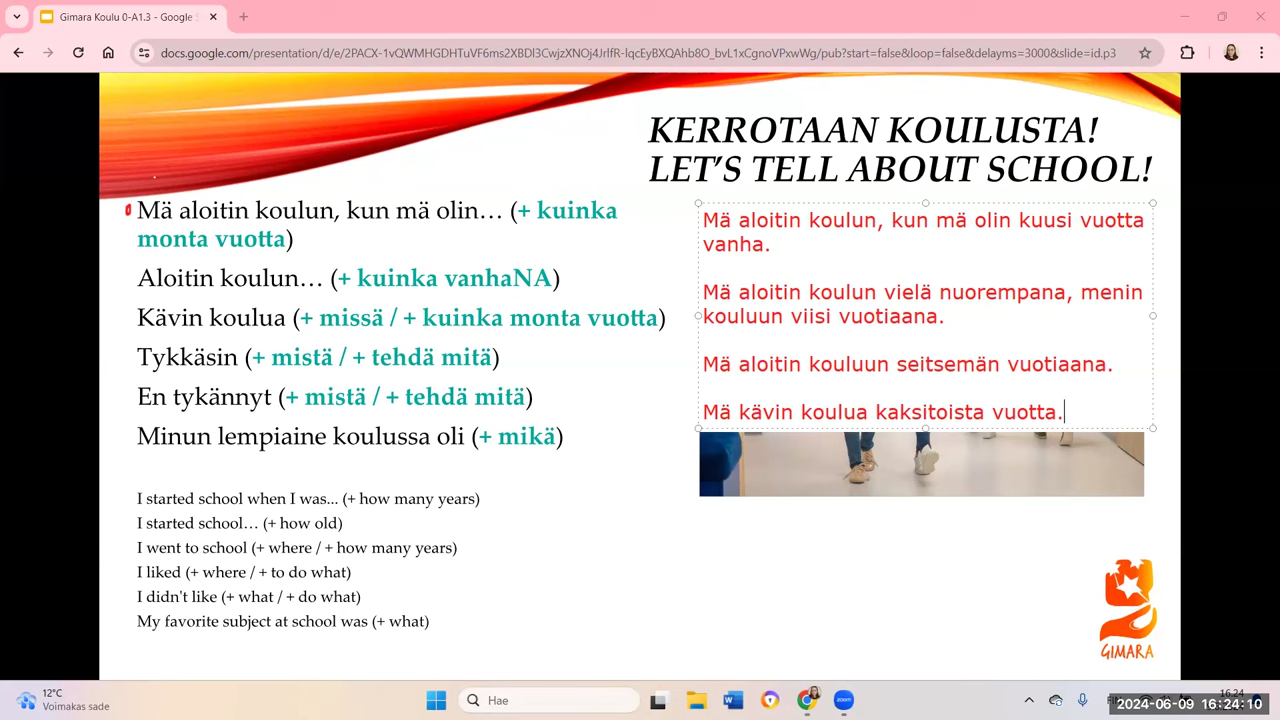 Gimara Koulu 0-A1.3 - Google S
docs.google.com/presentation/d/e/2PACX-1vQWMHGDHTuVF6ms2XBDl3CwjzXNOj4JrlfR-lqcEyBXQAhb8O_bvL1xCgnoVPxwWg/pub?start=false&loop=false&delayms=3000&slide=id.p3
KERROTAAN KOULUSTA!
LET'S TELL ABOUT SCHOOL!
Mä aloitin koulun, kun mä olin… (+ kuinka
monta vuotta)
Aloitin koulun… (+ kuinka vanhaNA)
Kävin koulua (+ missä / + kuinka monta vuotta)
Tykkäsin (+ mistä / + tehdä mitä)
En tykännyt (+ mistä / + tehdä mitä)
Minun lempiaine koulussa oli (+ mikä)
I started school when I was... (+ how many years)
I started school… (+ how old)
I went to school (+ where / + how many years)
I liked (+ where / + to do what)
I didn't like (+ what / + do what)
My favorite subject at school was (+ what)
Mä aloitin koulun, kun mä olin kuusi vuotta
vanha.
Mä aloitin koulun vielä nuorempana, menin
kouluun viisi vuotiaana.
Mä aloitin kouluun seitsemän vuotiaana.
Mä kävin koulua kaksitoista vuotta.
GIMARA
12°C
Voimakas sade
Hae
16.24
2024-06-09 16:24:10